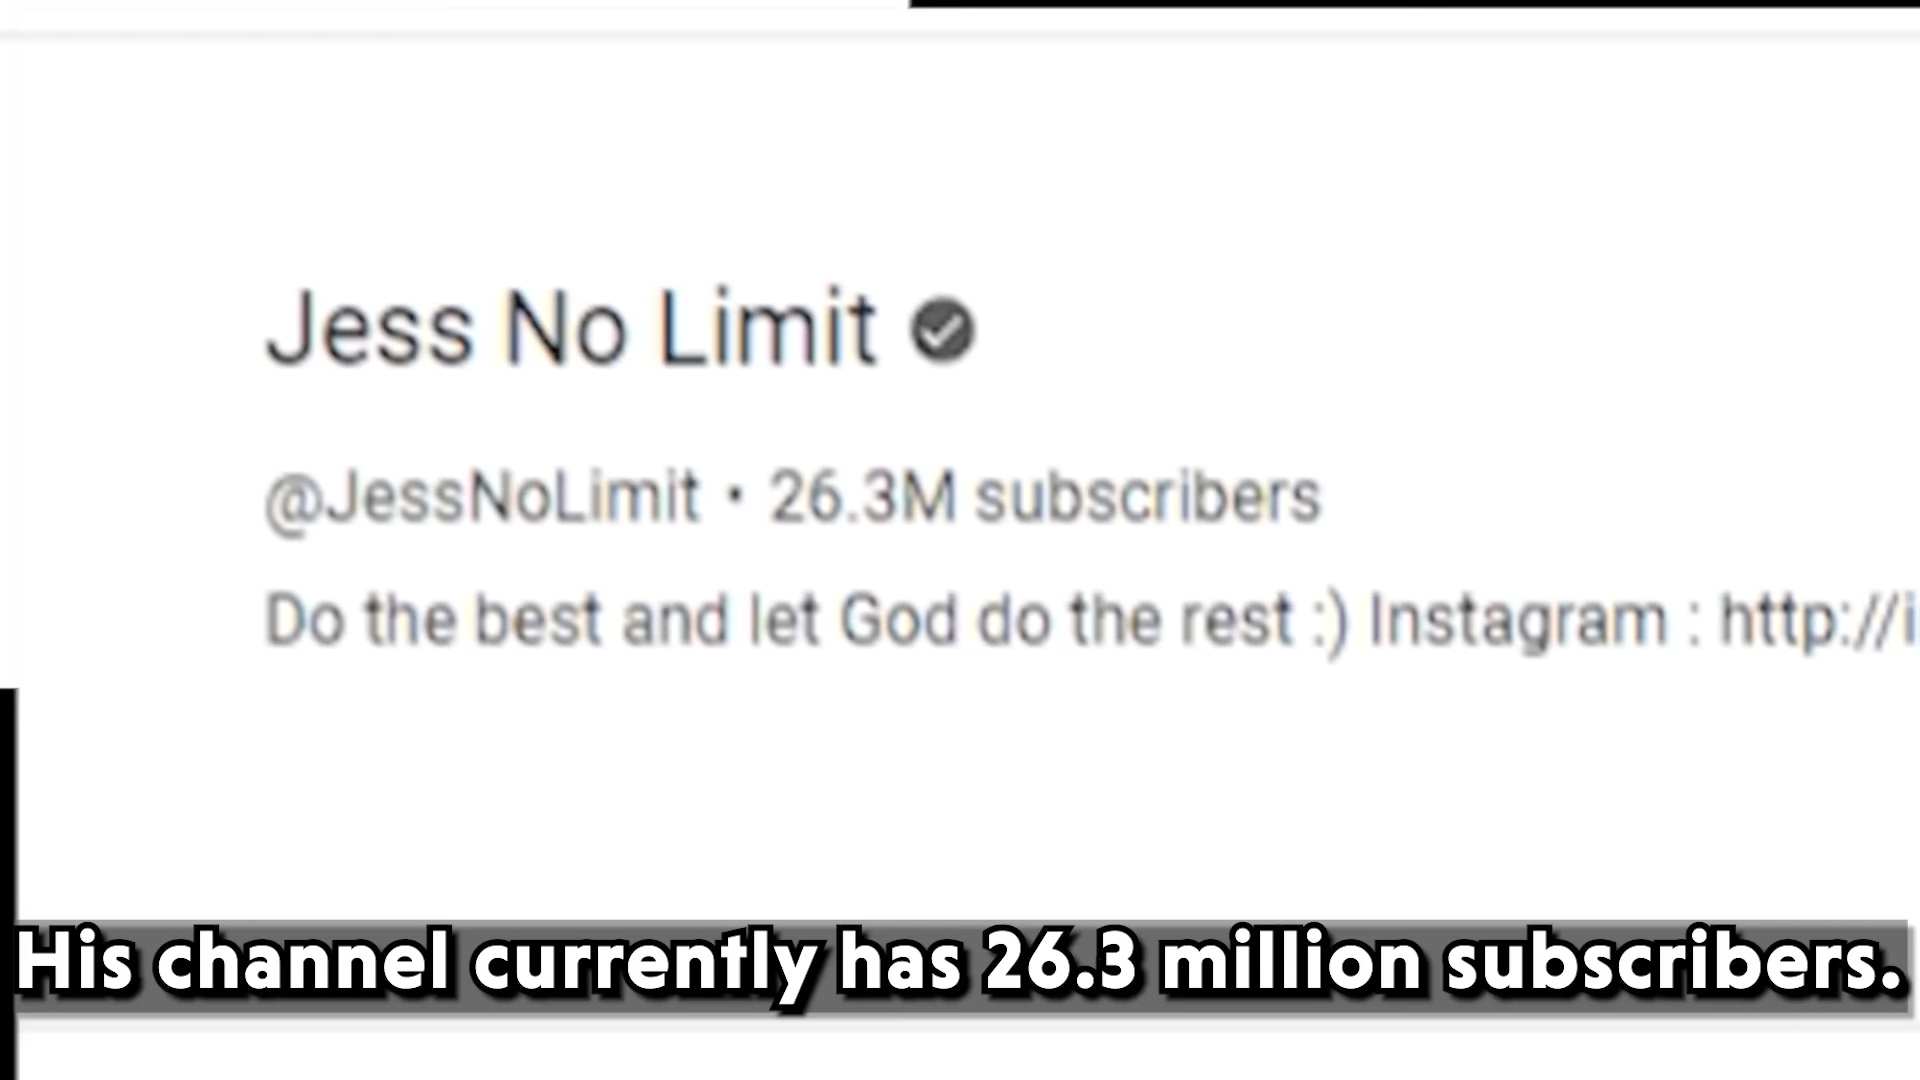 Jess No Limit
@JessNoLimit • 26.3M subscribers
Do the best and let God do the rest :) Instagram : http://i
His channel currently has 26.3 million subscribers.